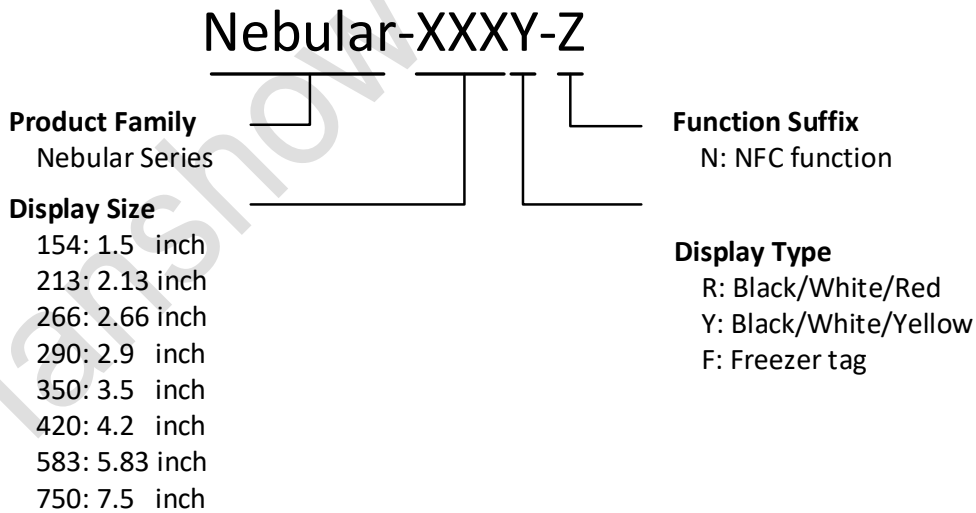 Nebular-XXXY-Z
Product Family
Nebular Series
Display Size
154: 1.5 inch
213: 2.13 inch
266: 2.66 inch
290: 2.9 inch
350: 3.5 inch
420: 4.2 inch
583: 5.83 inch
750: 7.5 inch
Function Suffix
N: NFC function
Display Type
R: Black/White/Red
Y: Black/White/Yellow
F: Freezer tag